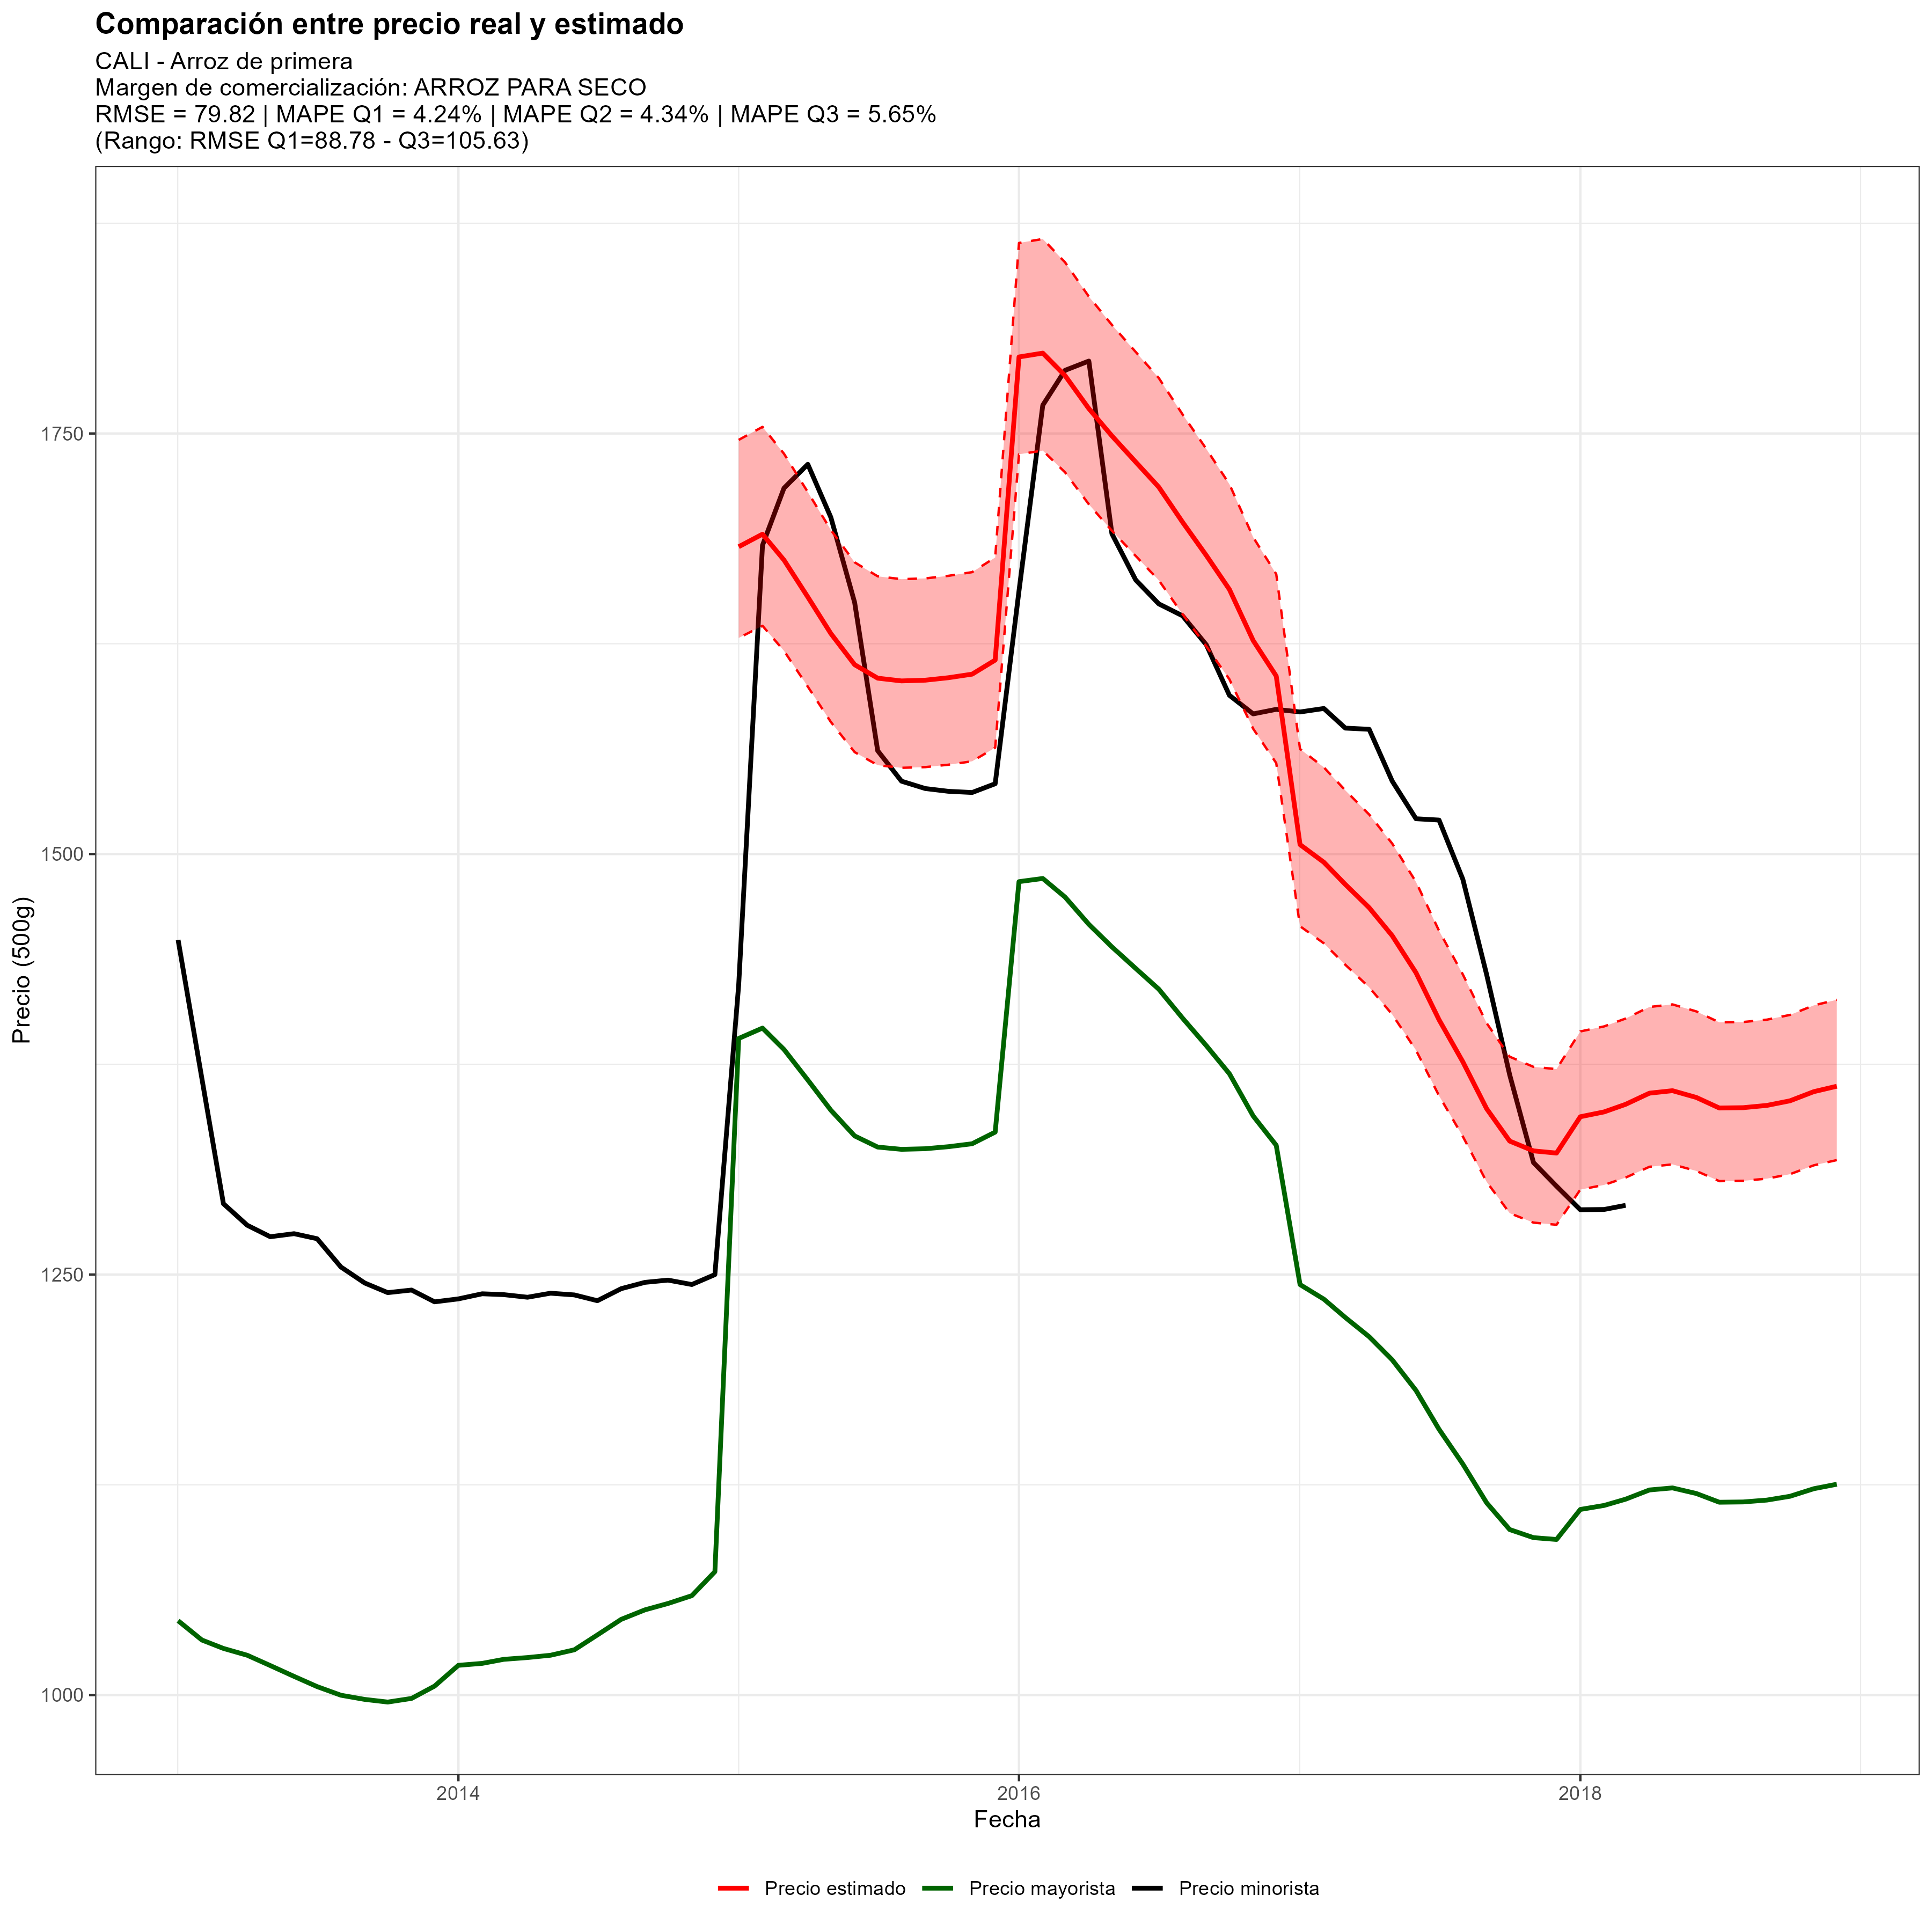 Comparación entre precio real y estimado
CALI - Arroz de primera
Margen de comercialización: ARROZ PARA SECO
RMSE = 79.82 | MAPE Q1 = 4.24% | MAPE Q2 = 4.34% | MAPE Q3 = 5.65%
(Rango: RMSE Q1=88.78 - Q3=105.63)
Precio (500g)
1750
1500
1250
1000
2014
2016
2018
Fecha
Precio estimado
Precio mayorista
Precio minorista